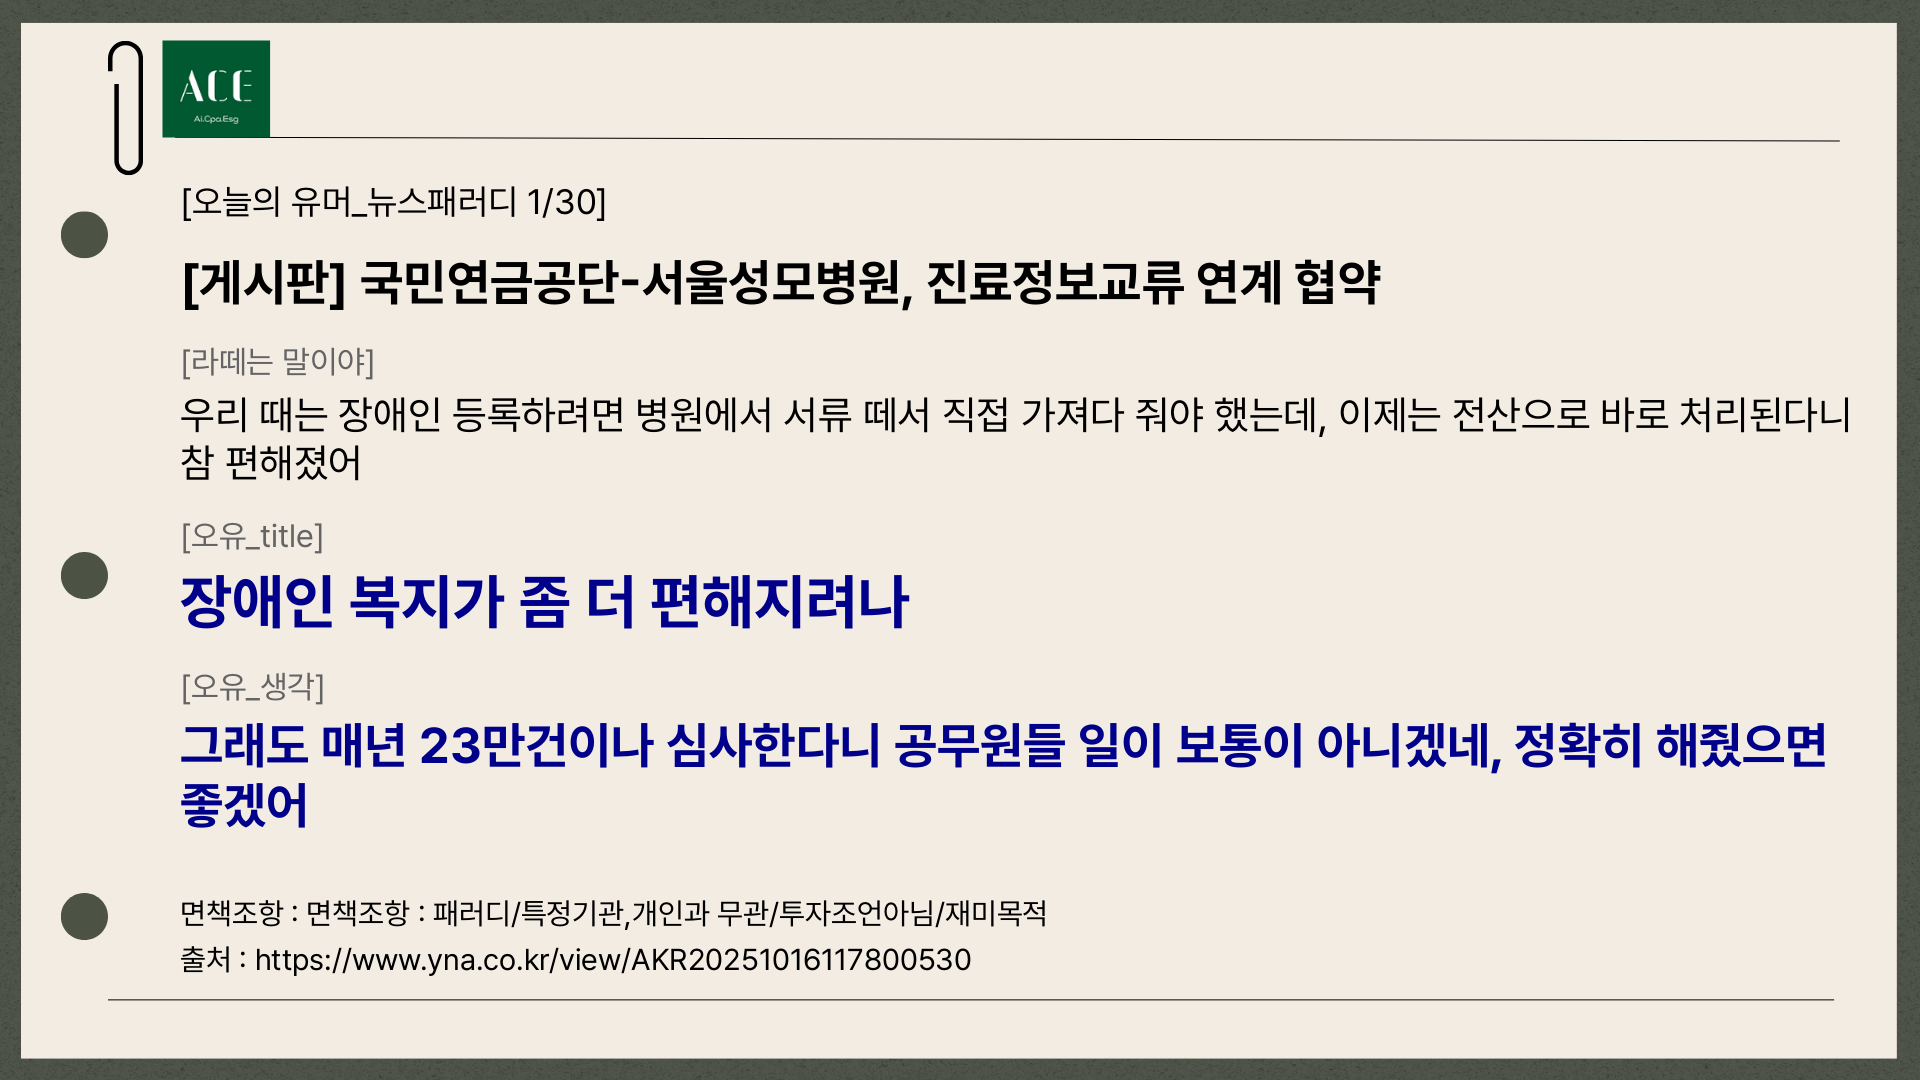 ACE
Ai.Cpa.Esg
[오늘의 유머_뉴스패러디 1/30]
[게시판] 국민연금공단-서울성모병원, 진료정보교류 연계 협약
[라떼는 말이야]
우리 때는 장애인 등록하려면 병원에서 서류 떼서 직접 가져다 줘야 했는데, 이제는 전산으로 바로 처리된다니
참 편해졌어
[오유_title]
장애인 복지가 좀 더 편해지려나
[오유_생각]
그래도 매년 23만건이나 심사한다니 공무원들 일이 보통이 아니겠네, 정확히 해줬으면
좋겠어
면책조항 : 면책조항 : 패러디/특정기관,개인과 무관/투자조언아님/재미목적
출처 : https://www.yna.co.kr/view/AKR20251016117800530